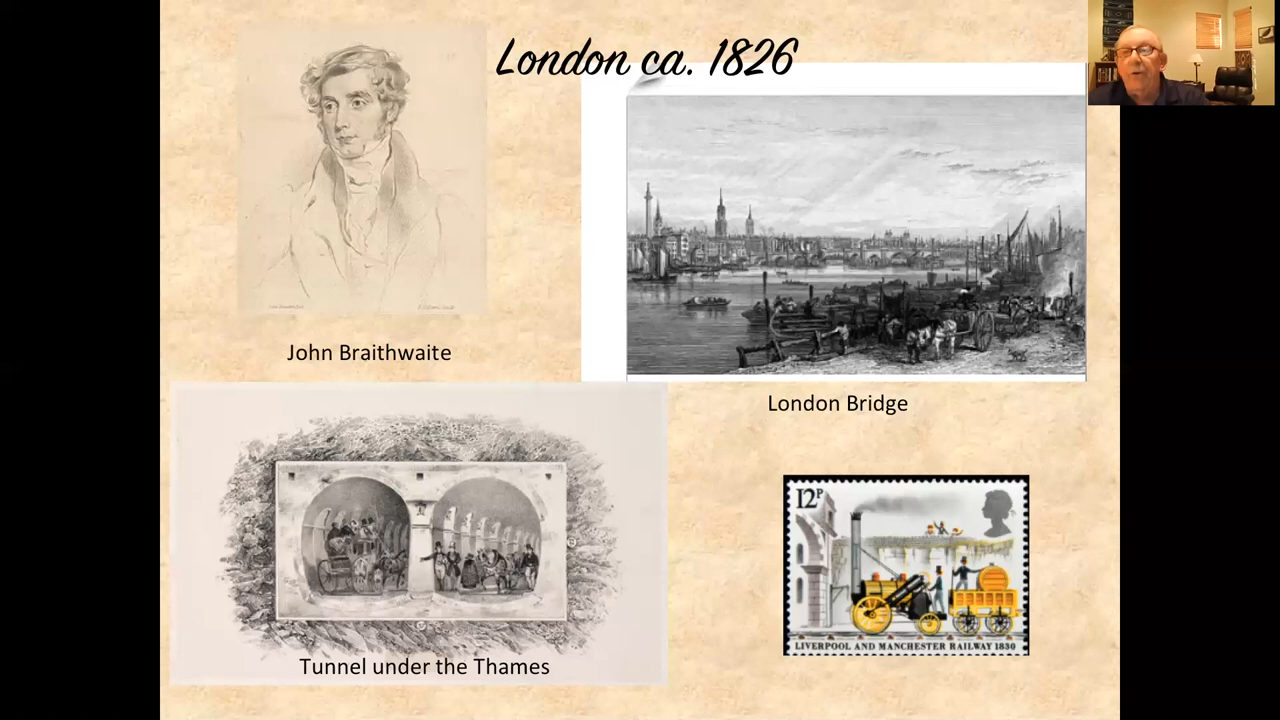 London ca. 1826
John Braithwaite
London Bridge
12P
LIVERPOOL AND MANCHESTER RAILWAY 1830
Tunnel under the Thames